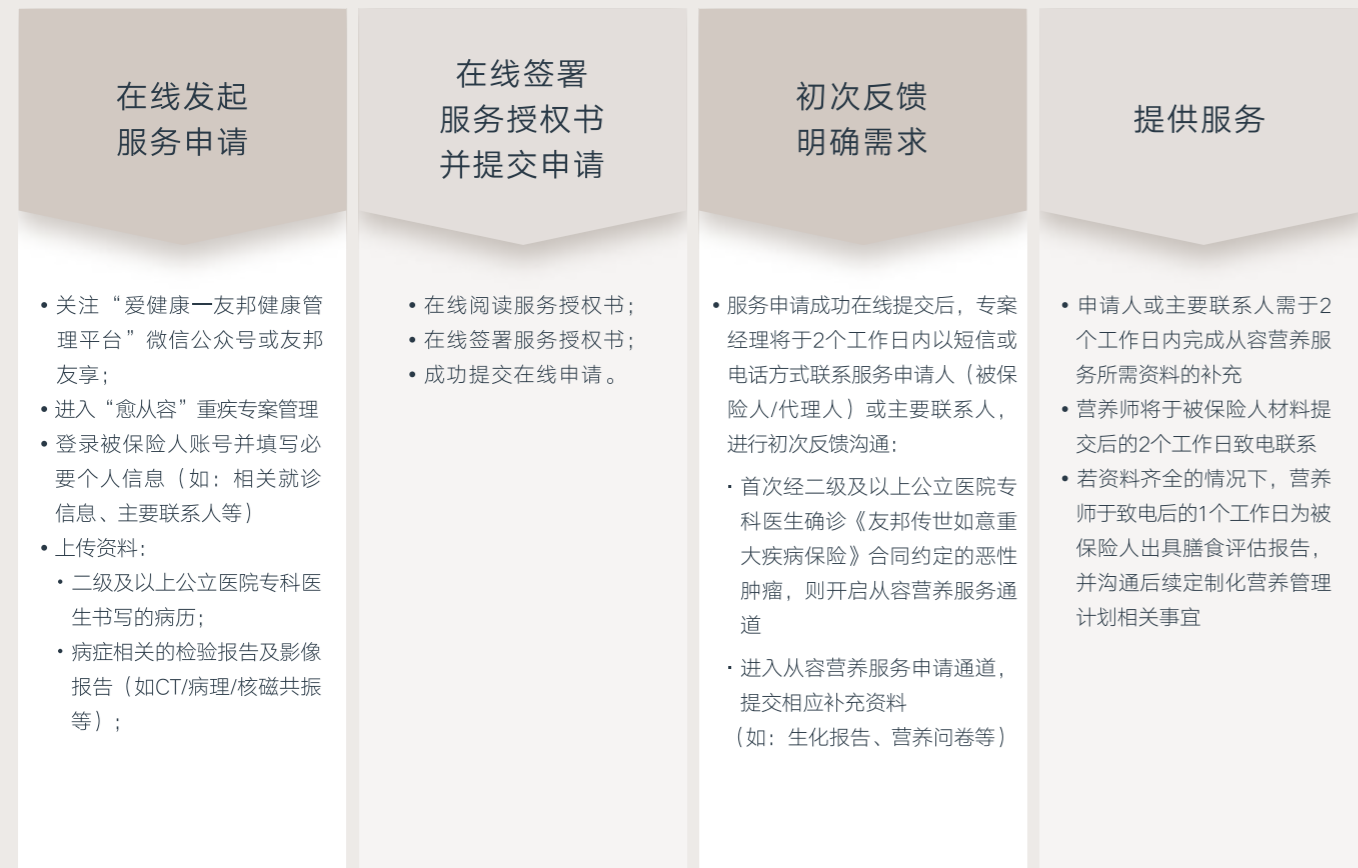 在线发起
服务申请
• 关注“爱健康—友邦健康管
理平台”微信公众号或友邦
友享；
• 进入“愈从容”重疾专案管理
• 登录被保险人账号并填写必
要个人信息（如：相关就诊
信息、主要联系人等）
• 上传资料：
• 二级及以上公立医院专科医
生书写的病历；
• 病症相关的检验报告及影像
报告（如CT/病理/核磁共振
等）；
在线签署
服务授权书
并提交申请
• 在线阅读服务授权书；
• 在线签署服务授权书；
• 成功提交在线申请。
初次反馈
明确需求
• 服务申请成功在线提交后，专案
经理将于2个工作日内以短信或
电话方式联系服务申请人（被保
险人/代理人）或主要联系人，
进行初次反馈沟通：
· 首次经二级及以上公立医院专
科医生确诊《友邦传世如意重
大疾病保险》合同约定的恶性
肿瘤，则开启从容营养服务通
道
· 进入从容营养服务申请通道，
提交相应补充资料
（如：生化报告、营养问卷等）
提供服务
• 申请人或主要联系人需于2
个工作日内完成从容营养服
务所需资料的补充
• 营养师将于被保险人材料提
交后的2个工作日致电联系
• 若资料齐全的情况下，营养
师于致电后的1个工作日为被
保险人出具膳食评估报告，
并沟通后续定制化营养管理
计划相关事宜